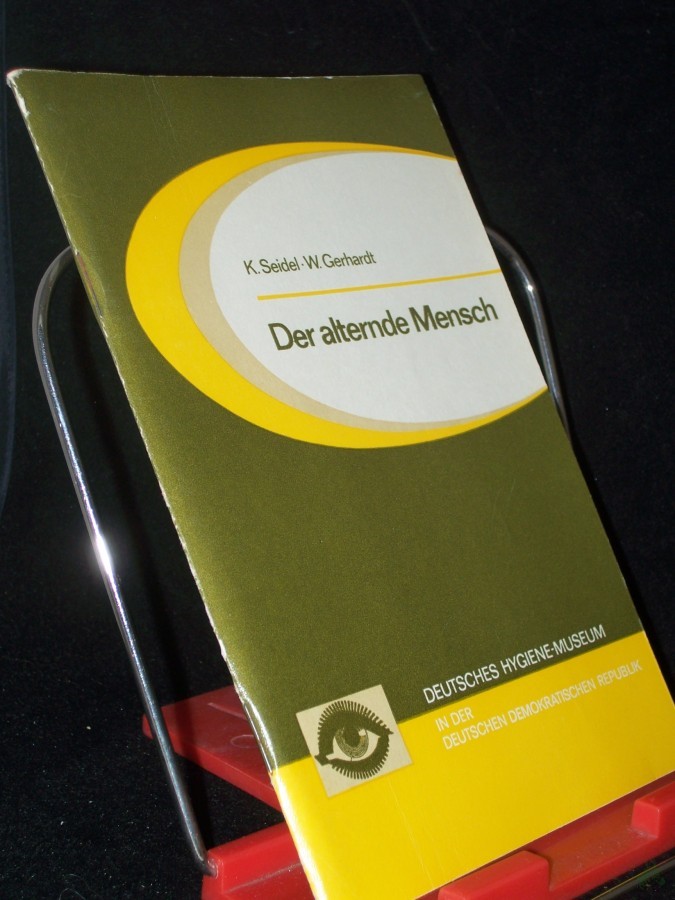 K. Seidel · W. Gerhardt
Der alternde Mensch
DEUTSCHES HYGIENE-MUSEUM
IN DER
DEUTSCHEN DEMOKRATISCHEN REPUBLIK